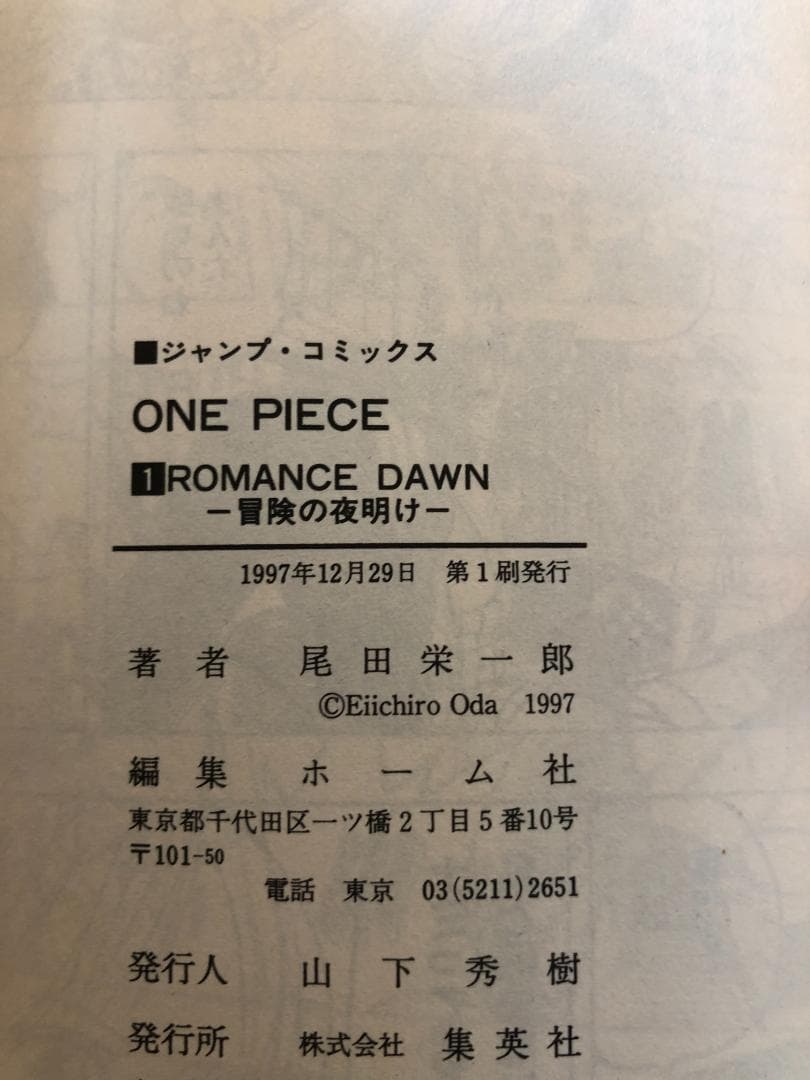 ■ジャンプ・コミックス
ONE PIECE
1 ROMANCE DAWN
―冒険の夜明け―
1997年12月29日 第1刷発行
著者 尾田栄一郎
©Eiichiro Oda 1997
編集 ホーム社
東京都千代田区一ツ橋2丁目5番10号
〒101-50
電話 東京 03(5211)2651
発行人 山下秀樹
発行所 株式会社 集英社